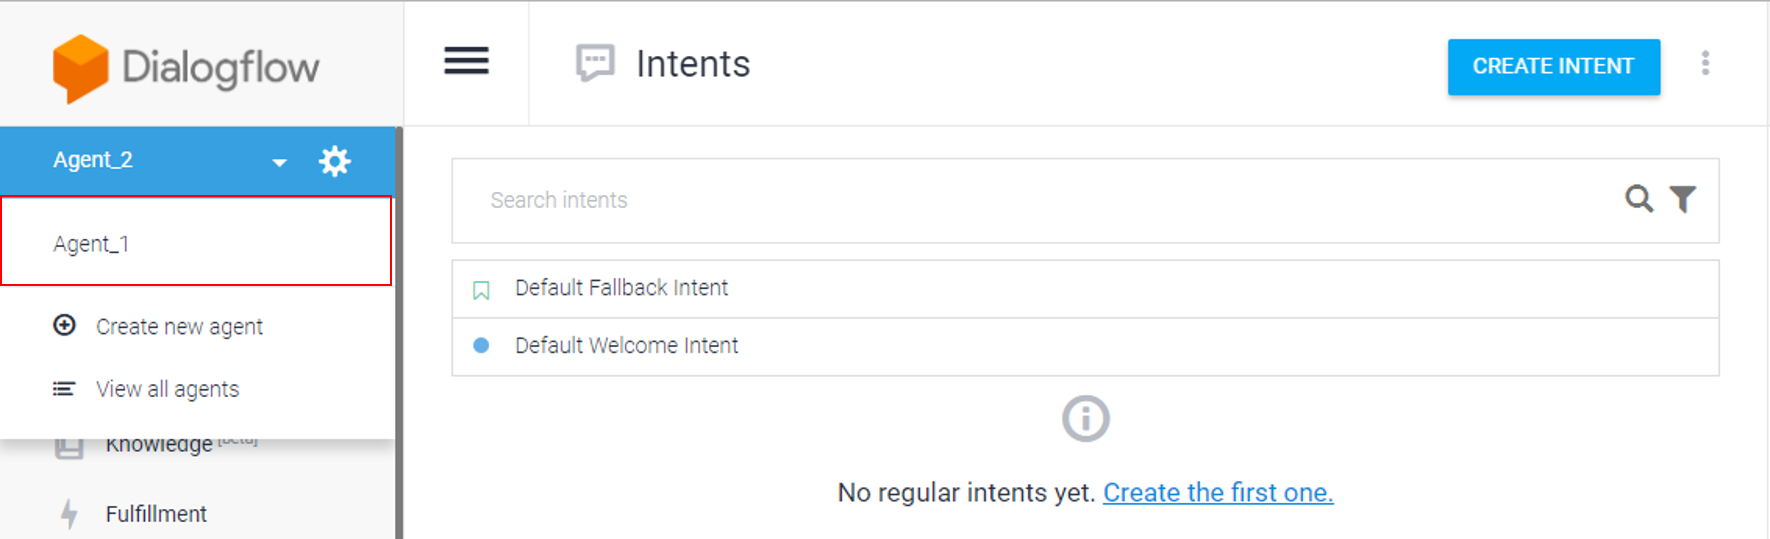 Dialogflow
Intents
CREATE INTENT
Agent_2
Agent_1
Create new agent
View all agents
Knowledge [beta]
Fulfillment
Search intents
Default Fallback Intent
Default Welcome Intent
No regular intents yet. Create the first one.